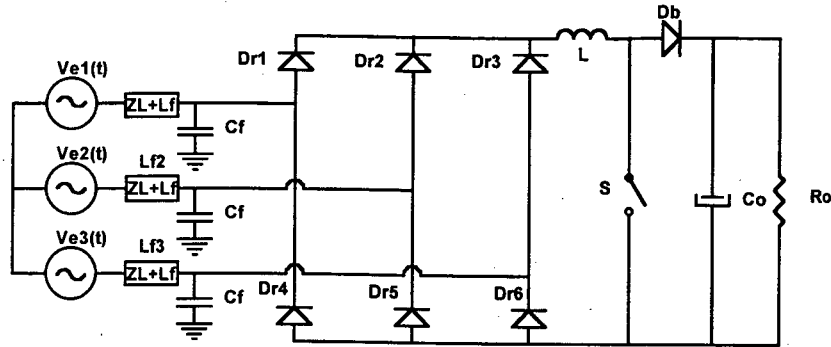 Db
Dr1
Dr2
Dr3
L
Ve1(t)
ZL+Lf
Cf
Ve2(t)
Lf2
ZL+Lf
Cf
S
Co
Ro
Ve3(t)
Lf3
ZL+Lf
Cf
Dr4
Dr5
Dr6